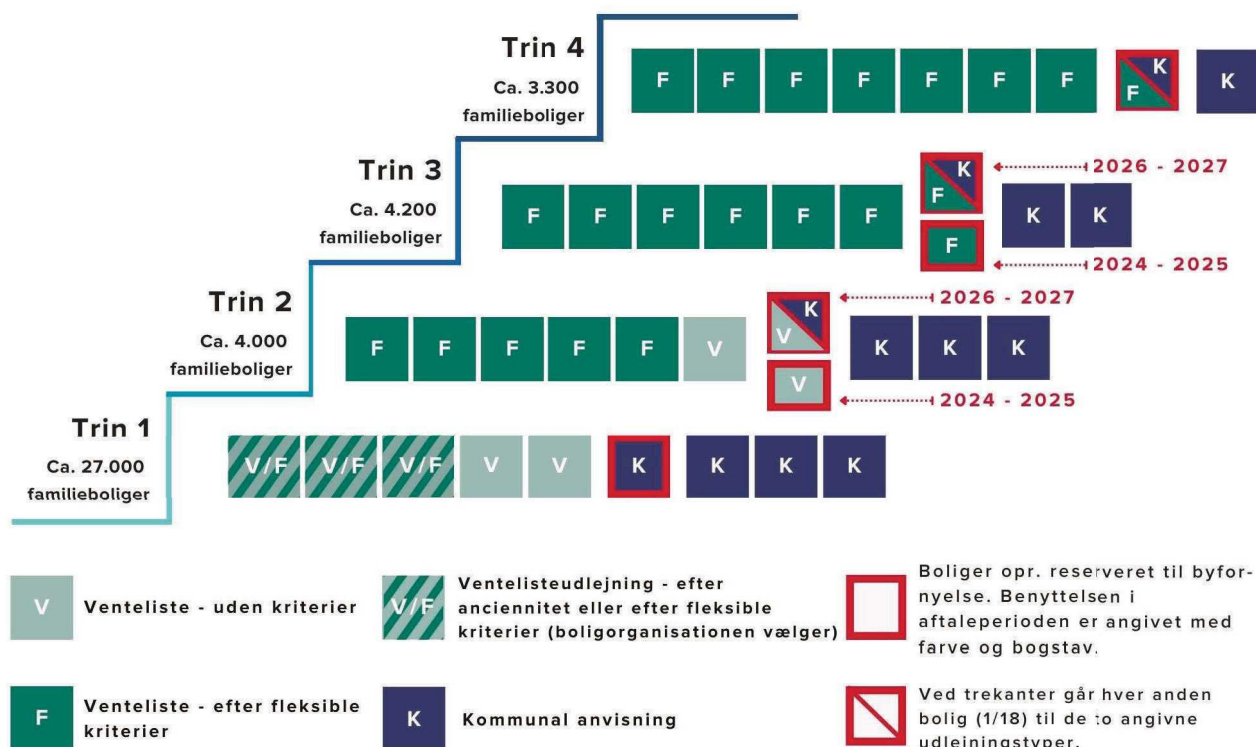 Trin 4
Ca. 3.300
familieboliger
F F F F F F F K F K
Trin 3
Ca. 4.200
familieboliger
F F F F F F K F K K
2026 - 2027
F
2024 - 2025
Trin 2
Ca. 4.000
familieboliger
F F F F F V K V K K K
2026 - 2027
V
2024 - 2025
Trin 1
Ca. 27.000
familieboliger
V/F V/F V/F V V K K K K
V
Venteliste - uden kriterier
V/F
Ventelisteudlejning - efter
anciennitet eller efter fleksible
kriterier (boligorganisationen vælger)
Boliger opr. reserveret til byfor-
nyelse. Benyttelsen i
aftaleperioden er angivet med
farve og bogstav.
F
Venteliste - efter fleksible
kriterier
K
Kommunal anvisning
Ved trekanter går hver anden
bolig (1/18) til de to angivne
udlejningstyper.